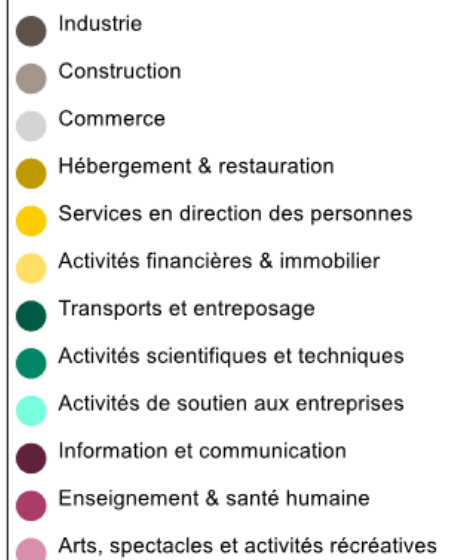 Industrie
Construction
Commerce
Hébergement & restauration
Services en direction des personnes
Activités financières & immobilier
Transports et entreposage
Activités scientifiques et techniques
Activités de soutien aux entreprises
Information et communication
Enseignement & santé humaine
Arts, spectacles et activités récréatives